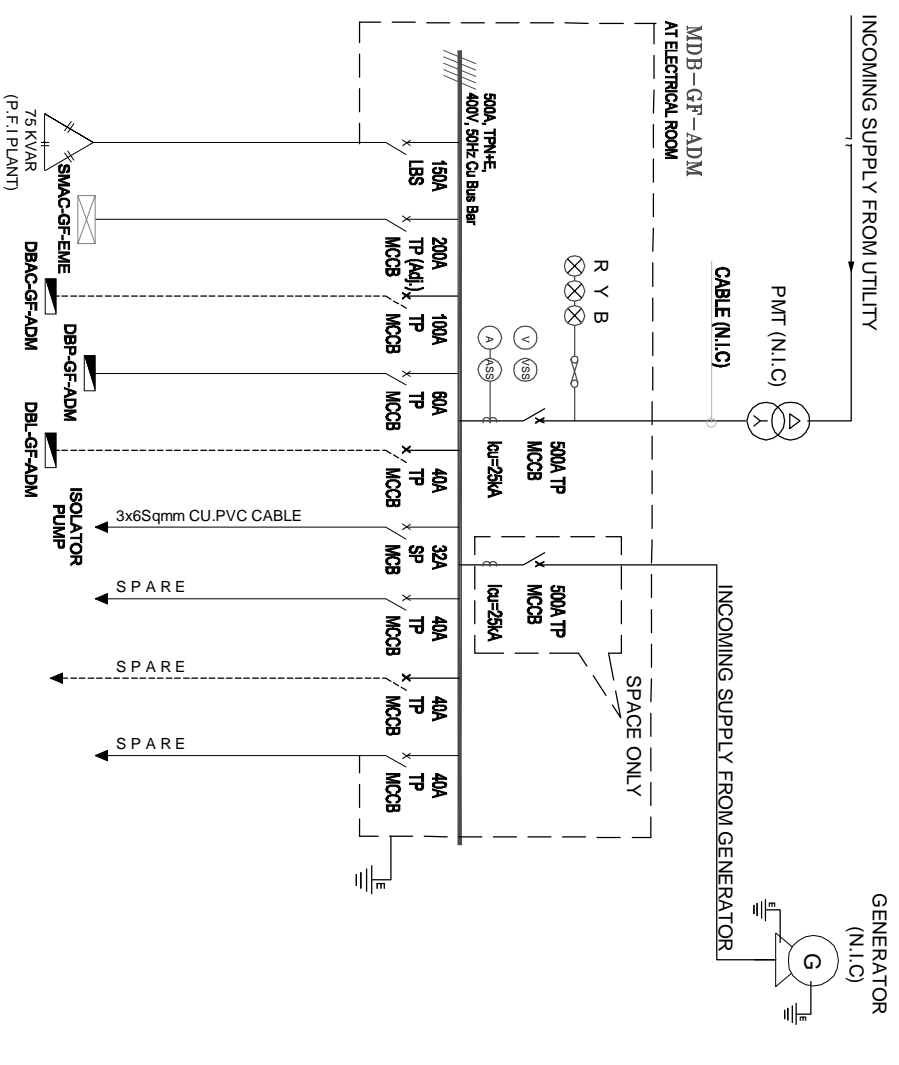 INCOMING SUPPLY FROM UTILITY
PMT (N.I.C)
CABLE (N.I.C)
MDB-GF-ADM
AT ELECTRICAL ROOM
R Y B
V
VSS
A
ASS
500A TP
MCCB
Icu=25kA
500A TP
MCCB
Icu=25kA
SPACE ONLY
INCOMING SUPPLY FROM GENERATOR
GENERATOR
(N.I.C)
G
E
E
500A, TPN+E,
400V, 50Hz Cu Bus Bar
150A
LBS
200A
TP (Adj.)
MCCB
100A
TP
MCCB
60A
TP
MCCB
40A
TP
MCCB
32A
SP
MCB
40A
TP
MCCB
40A
TP
MCCB
40A
TP
MCCB
E
75 KVAR
(P.F.I PLANT)
SMAC-GF-EME
DBAC-GF-ADM
DBP-GF-ADM
DBL-GF-ADM
3x6Sqmm CU.PVC CABLE
ISOLATOR
PUMP
SPARE
SPARE
SPARE